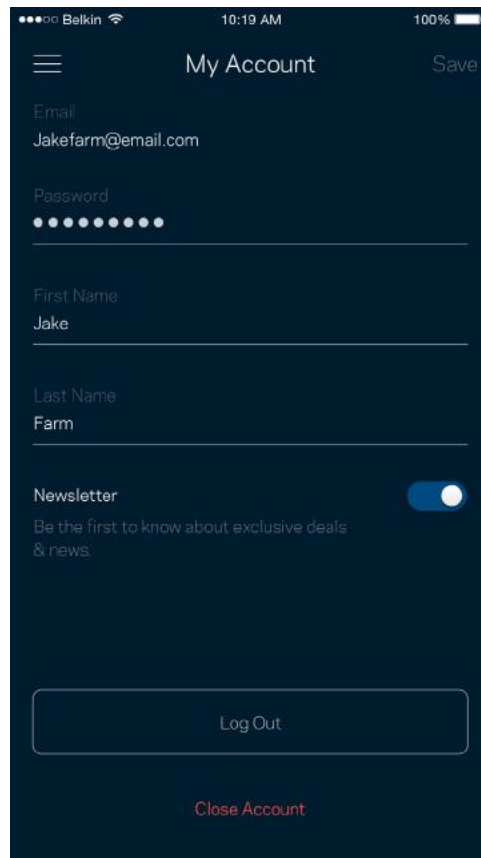 Belkin 10:19 AM 100%
My Account Save
Email
Jakefarm@email.com
Password
●●●●●●●●●
First Name
Jake
Last Name
Farm
Newsletter
Be the first to know about exclusive deals
& news.
Log Out
Close Account